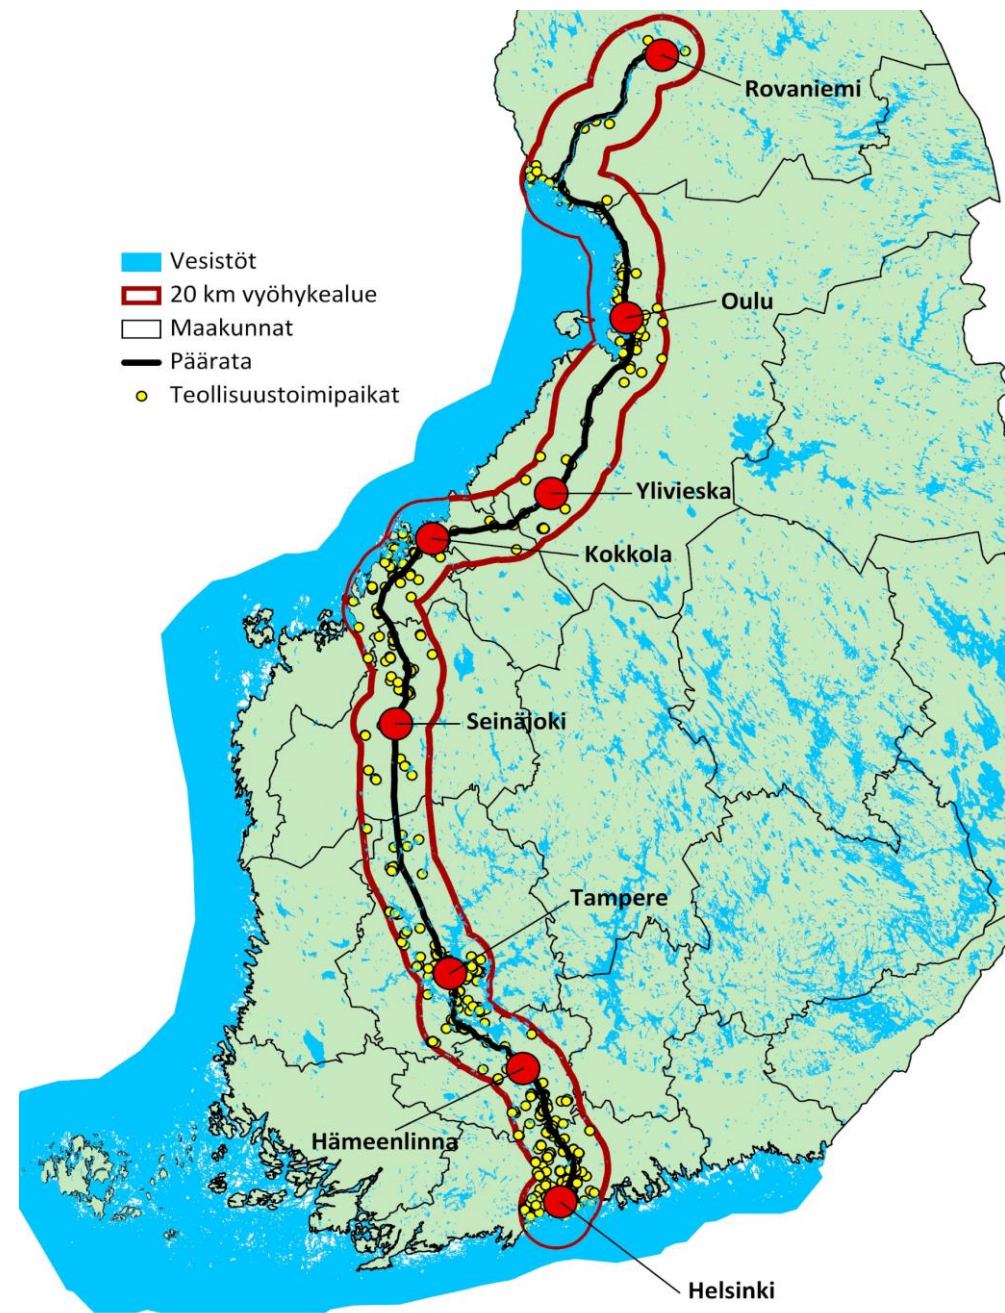 Rovaniemi
Vesistöt
20 km vyöhykealue
Maakunnat
Päärata
Teollisuustoimipaikat
Oulu
Ylivieska
Kokkola
Seinäjoki
Tampere
Hämeenlinna
Helsinki